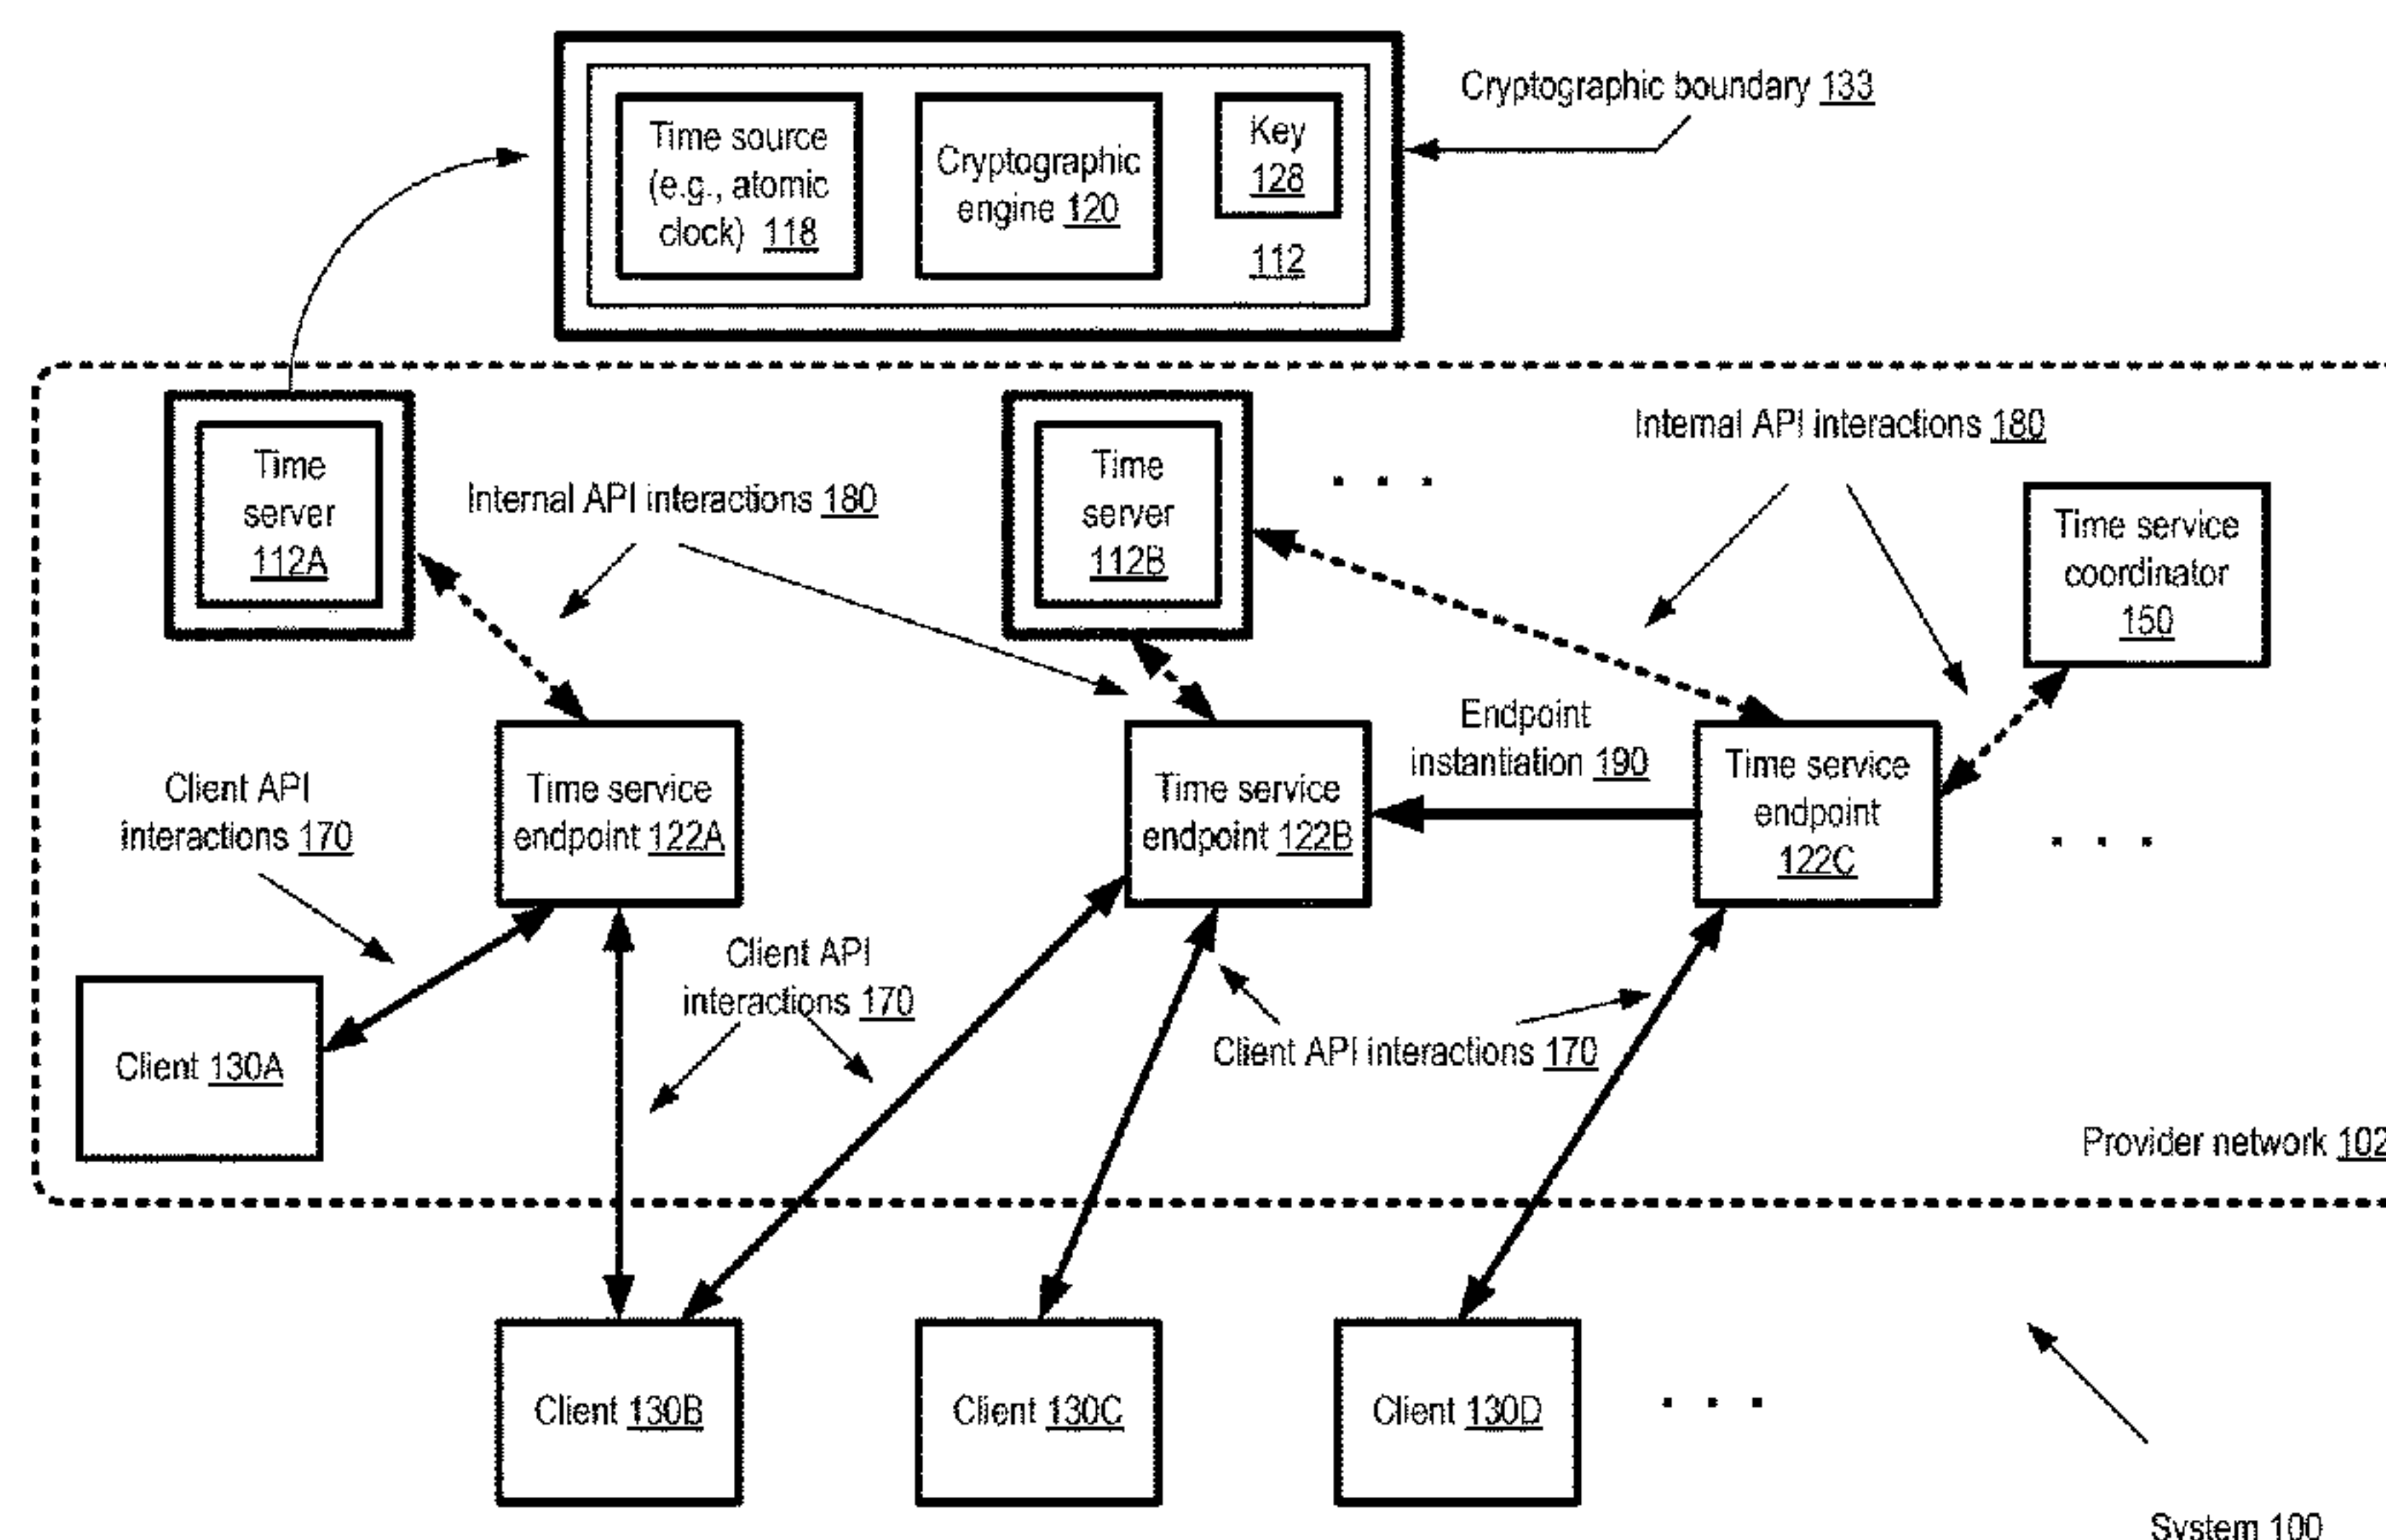 Cryptographic boundary 133
Time source
(e.g., atomic
clock) 118
Cryptographic
engine 120
Key
128
112
Time
server
112A
Internal API interactions 180
Time
server
112B
. . .
Internal API interactions 180
Time service
coordinator
150
Client API
interactions 170
Time service
endpoint 122A
Time service
endpoint 122B
Endpoint
instantiation 190
Time service
endpoint
122C
. . .
Client 130A
Client API
interactions 170
Client API interactions 170
Provider network 102
Client 130B
Client 130C
Client 130D
. . .
System 100